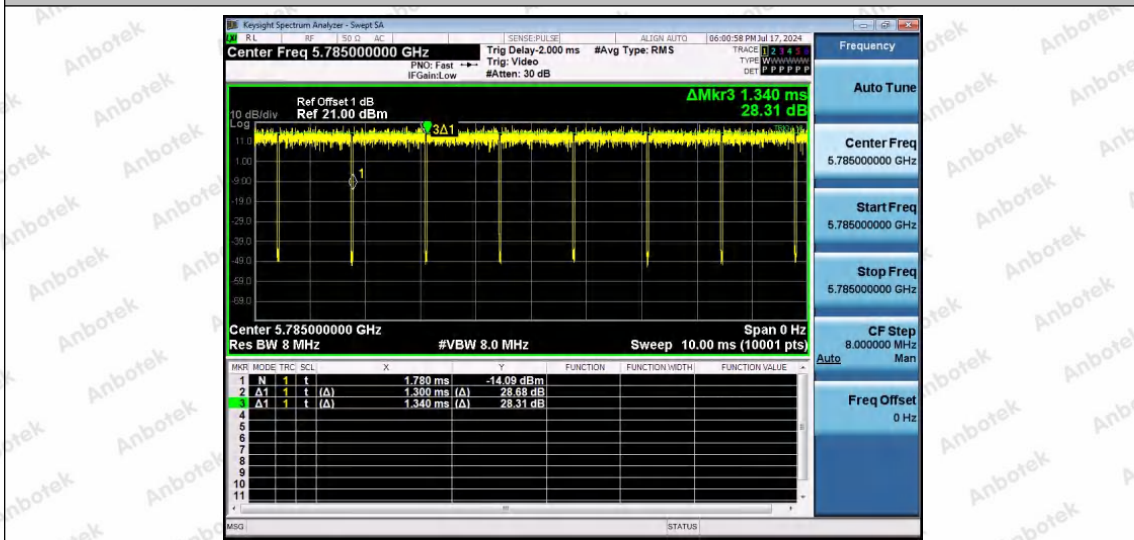 Keysight Spectrum Analyzer - Swept SA
RL RF 50 Ω AC SENSE:PULSE ALIGN AUTO 06:00:58 PM Jul 17, 2024
Center Freq 5.785000000 GHz
PNO: Fast
IFGain:Low
Trig Delay-2.000 ms
Trig: Video
#Atten: 30 dB
#Avg Type: RMS
TRACE 1 2 3 4 5 6
TYPE WWWWWW
DET P P P P P P
ΔMkr3 1.340 ms
28.31 dB
Ref Offset 1 dB
Ref 21.00 dBm
10 dB/div
Log
11.0
1.00
-9.00
-19.0
-29.0
-39.0
-49.0
-59.0
-69.0
3Δ1
1
Center 5.785000000 GHz Span 0 Hz
Res BW 8 MHz #VBW 8.0 MHz Sweep 10.00 ms (10001 pts)
MKR MODE TRC SCL X Y FUNCTION FUNCTION WIDTH FUNCTION VALUE
1 N 1 t 1.780 ms -14.09 dBm
2 Δ1 1 t (Δ) 1.300 ms (Δ) 28.68 dB
3 Δ1 1 t (Δ) 1.340 ms (Δ) 28.31 dB
4
5
6
7
8
9
10
11
MSG STATUS
Frequency
Auto Tune
Center Freq
5.785000000 GHz
Start Freq
5.785000000 GHz
Stop Freq
5.785000000 GHz
CF Step
8.000000 MHz
Auto Man
Freq Offset
0 Hz
Anbotek